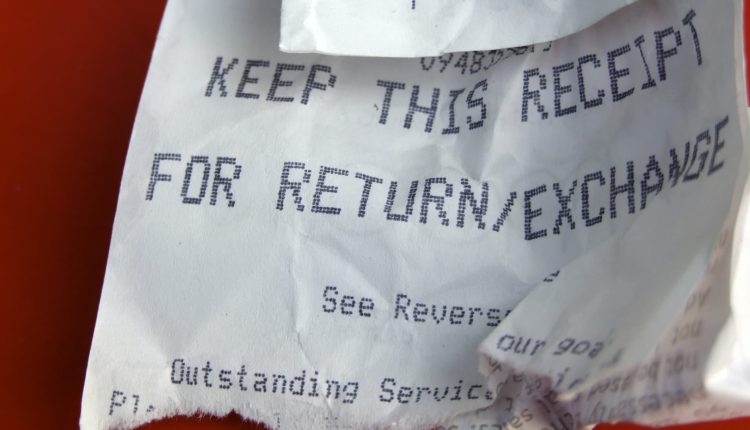 KEEP THIS RECEIPT
FOR RETURN/EXCHANGE
See Revers
our goa
Outstanding Servic